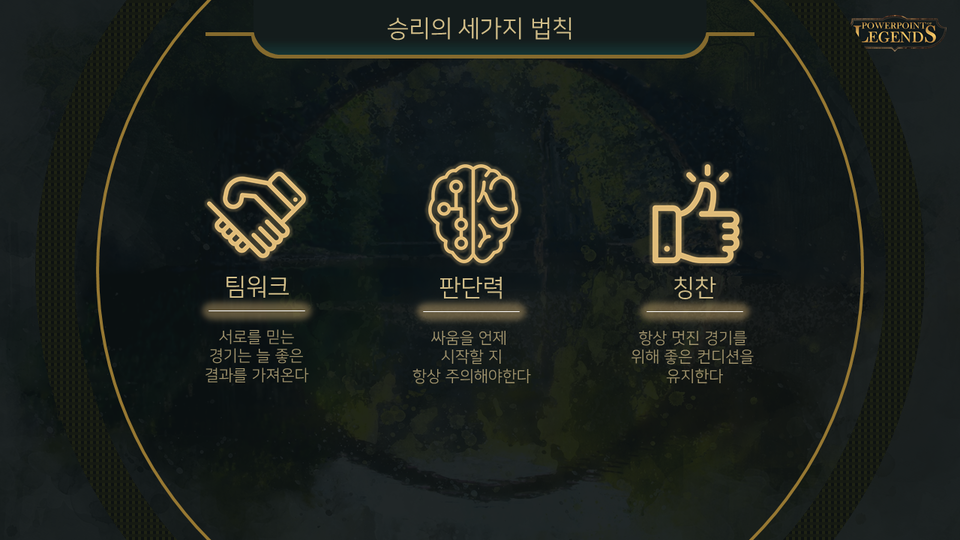 승리의 세가지 법칙
POWERPOINT
LEGENDS
팀워크
서로를 믿는
경기는 늘 좋은
결과를 가져온다
판단력
싸움을 언제
시작할 지
항상 주의해야한다
칭찬
항상 멋진 경기를
위해 좋은 컨디션을
유지한다